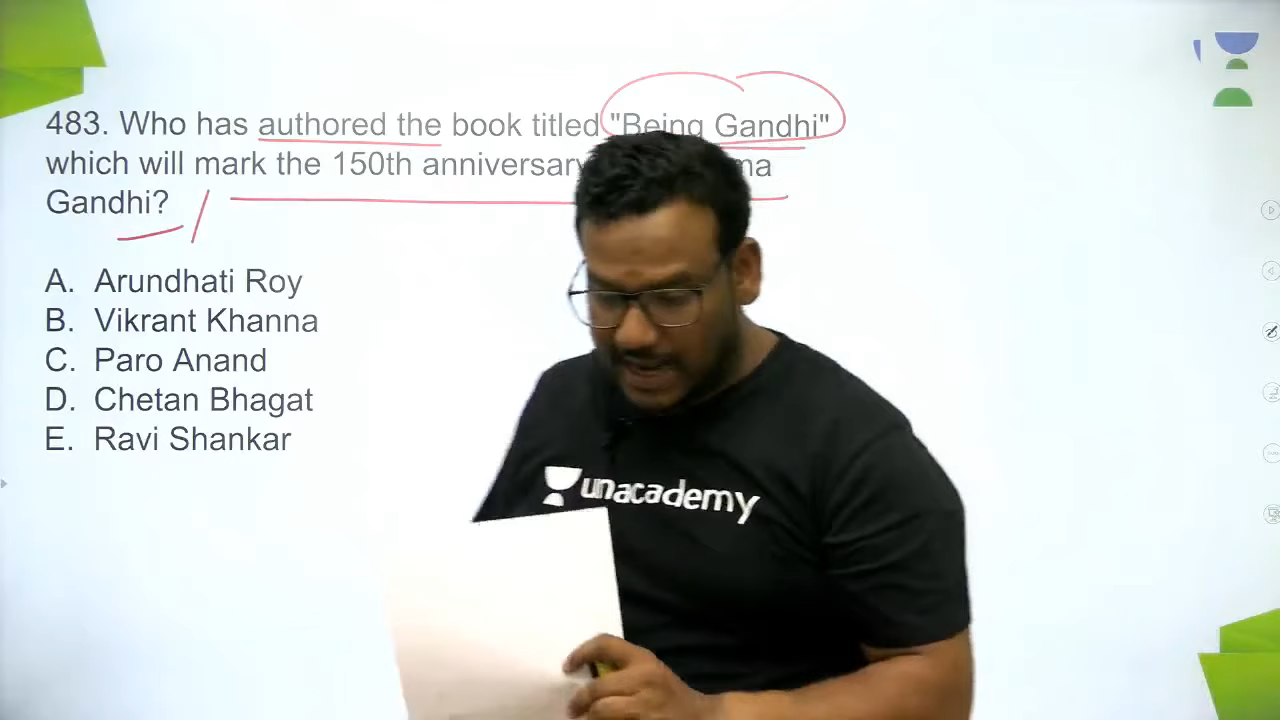 483. Who has authored the book titled "Being Gandhi"
which will mark the 150th anniversary ma
Gandhi?
A. Arundhati Roy
B. Vikrant Khanna
C. Paro Anand
D. Chetan Bhagat
E. Ravi Shankar
unacademy